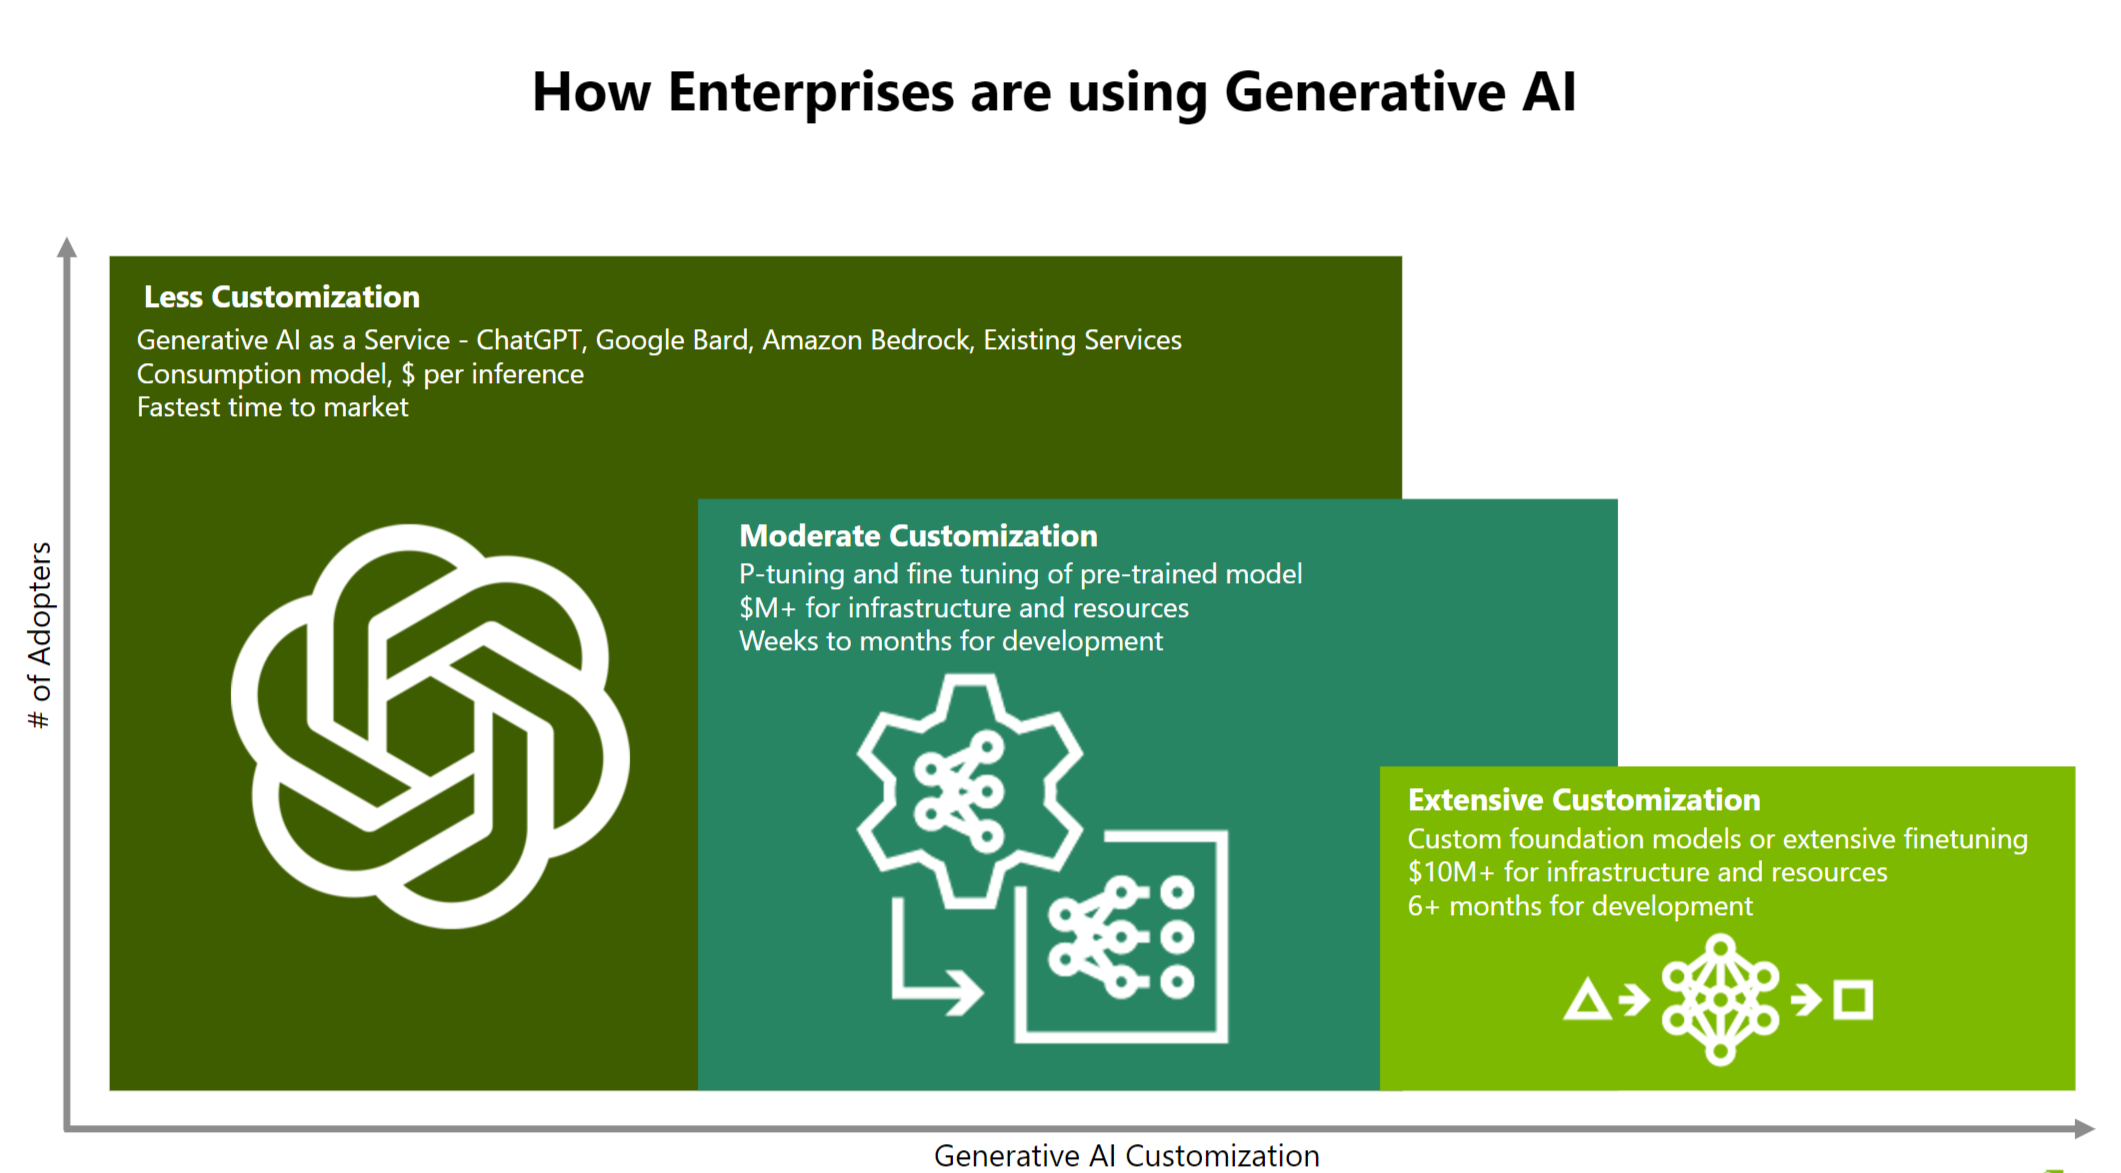 How Enterprises are using Generative AI
# of Adopters
Less Customization
Generative AI as a Service - ChatGPT, Google Bard, Amazon Bedrock, Existing Services
Consumption model, $ per inference
Fastest time to market
Moderate Customization
P-tuning and fine tuning of pre-trained model
$M+ for infrastructure and resources
Weeks to months for development
Extensive Customization
Custom foundation models or extensive finetuning
$10M+ for infrastructure and resources
6+ months for development
Generative AI Customization